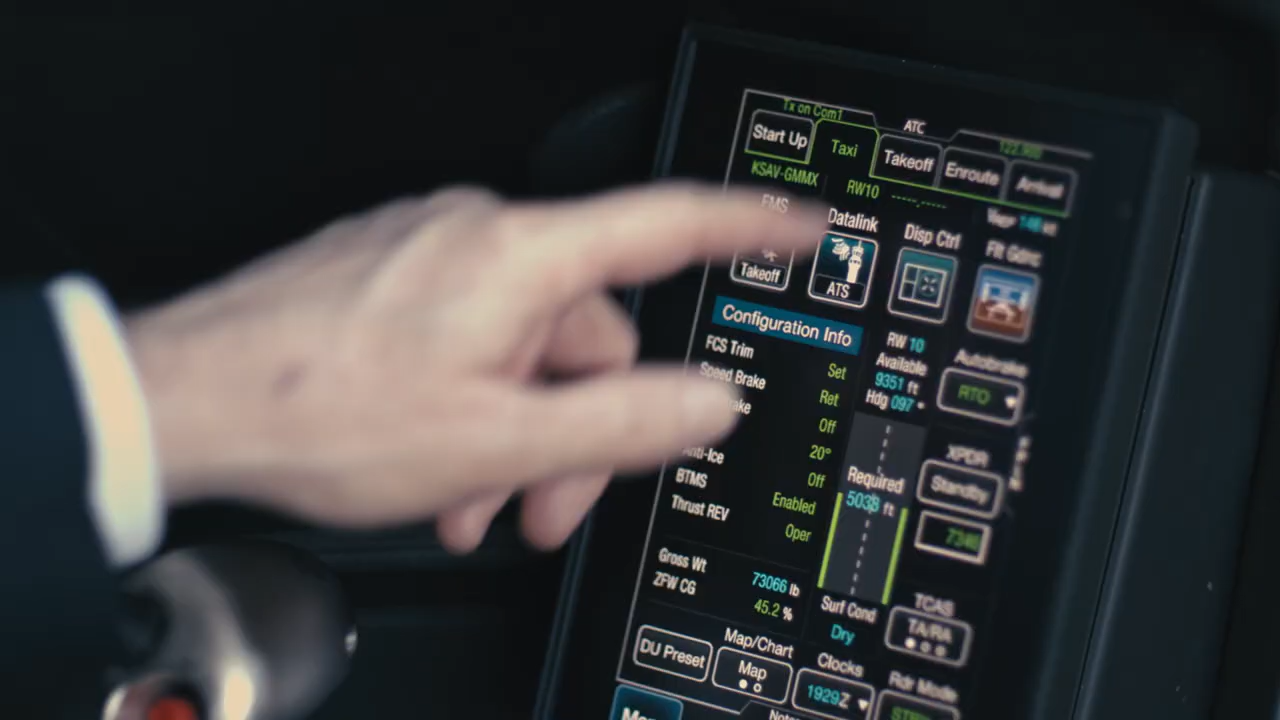 Tx on Com1
ATC
Start Up
Taxi
Takeoff
Enroute
Arrival
KSAV-GMMX
RW10
FMS
Takeoff
Datalink
ATS
Disp Ctrl
Flt Gdnc
Configuration Info
FCS Trim Set
Speed Brake Ret
Off
20°
Anti-Ice Off
BTMS Enabled
Thrust REV Oper
Gross Wt 73066 lb
ZFW CG 45.2 %
RW 10
Available
9351 ft
Hdg 097 °
Required
5038 ft
Surf Cond
Dry
Autobrake
RTO
XPDR
Standby
TCAS
TA/RA
Rdr Mode
DU Preset
Map/Chart
Map
Clocks
1929Z